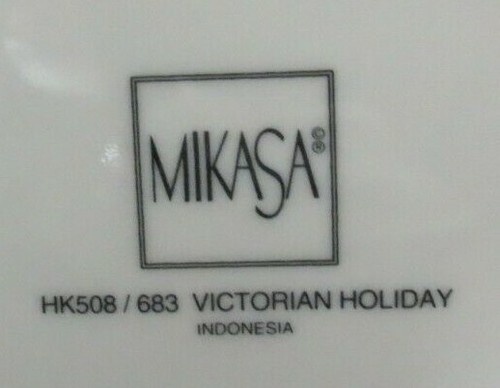 MIKASA ©®
HK508 / 683 VICTORIAN HOLIDAY
INDONESIA